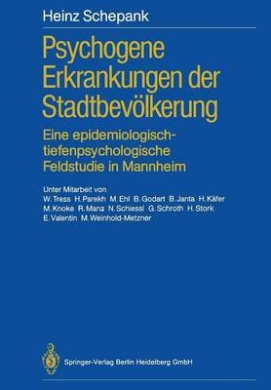 Heinz Schepank
Psychogene
Erkrankungen der
Stadtbevölkerung
Eine epidemiologisch-
tiefenpsychologische
Feldstudie in Mannheim
Unter Mitarbeit von
W. Tress H. Parekh M. Ehl B. Godart B. Janta H. Käfer
M. Knoke R. Manz N. Schiessl G. Schroth H. Stork
E. Valentin M. Weinhold-Metzner
Springer-Verlag Berlin Heidelberg GmbH